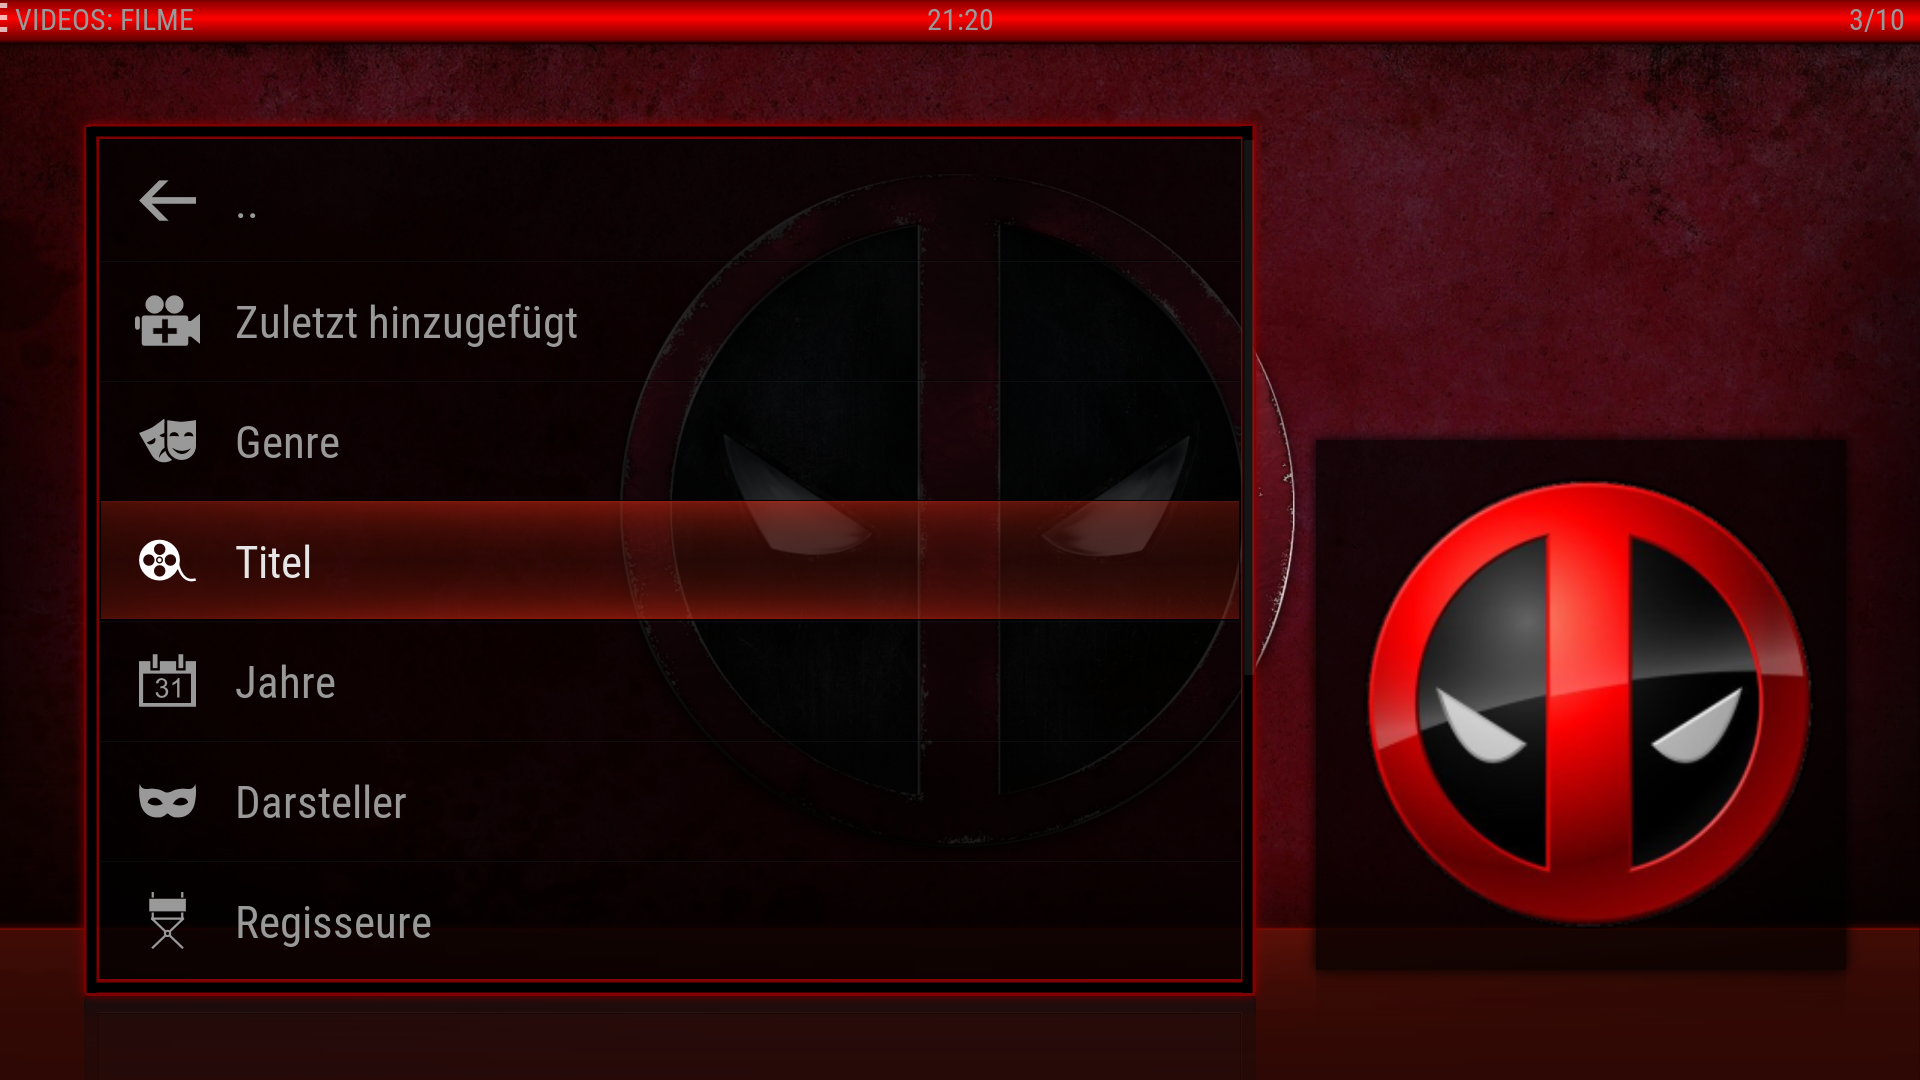 VIDEOS: FILME
21:20
3/10
..
Zuletzt hinzugefügt
Genre
Titel
31
Jahre
Darsteller
Regisseure